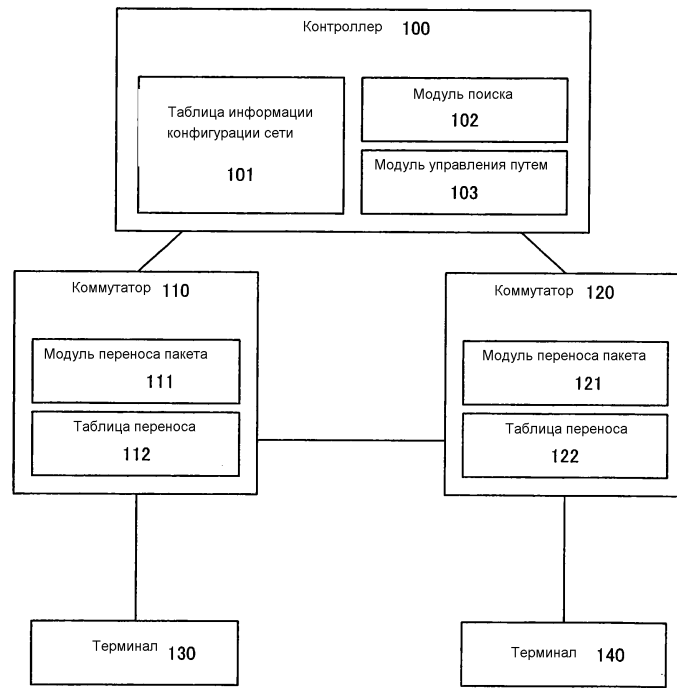 Контроллер 100
Таблица информации
конфигурации сети
101
Модуль поиска
102
Модуль управления путем
103
Коммутатор 110
Модуль переноса пакета
111
Таблица переноса
112
Коммутатор 120
Модуль переноса пакета
121
Таблица переноса
122
Терминал 130
Терминал 140